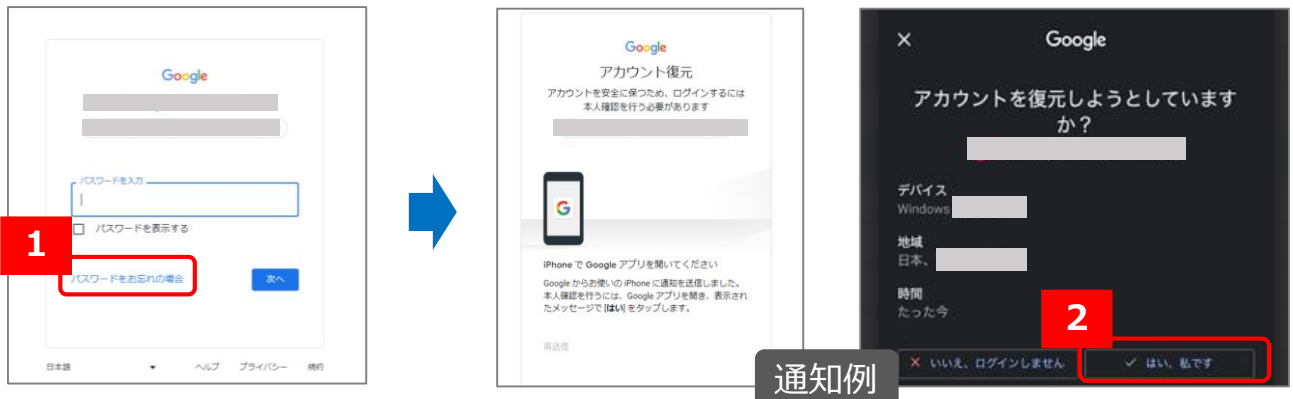 Google
パスワードを入力
パスワードを表示する
1
パスワードをお忘れの場合
次へ
日本語
ヘルプ プライバシー 規約
Google
アカウント復元
アカウントを安全に保つため、ログインするには
本人確認を行う必要があります
G
iPhone で Google アプリを開いてください
Google からお使いの iPhone に通知を送信しました。
本人確認を行うには、Google アプリを開き、表示され
たメッセージで [はい] をタップします。
再送信
通知例
× Google
アカウントを復元しようとしています
か？
デバイス
Windows
地域
日本、
時間
たった今
2
× いいえ、ログインしません
✓ はい、私です